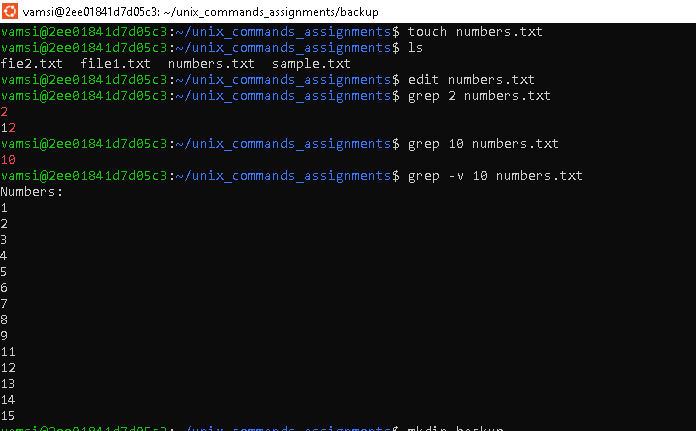 vamsi@2ee01841d7d05c3: ~/unix_commands_assignments/backup
vamsi@2ee01841d7d05c3:~/unix_commands_assignments$ touch numbers.txt
vamsi@2ee01841d7d05c3:~/unix_commands_assignments$ ls
fie2.txt  file1.txt  numbers.txt  sample.txt
vamsi@2ee01841d7d05c3:~/unix_commands_assignments$ edit numbers.txt
vamsi@2ee01841d7d05c3:~/unix_commands_assignments$ grep 2 numbers.txt
2
12
vamsi@2ee01841d7d05c3:~/unix_commands_assignments$ grep 10 numbers.txt
10
vamsi@2ee01841d7d05c3:~/unix_commands_assignments$ grep -v 10 numbers.txt
Numbers:
1
2
3
4
5
6
7
8
9
11
12
13
14
15
vamsi@2ee01841d7d05c3:~/unix_commands_assignments$ mkdir backup